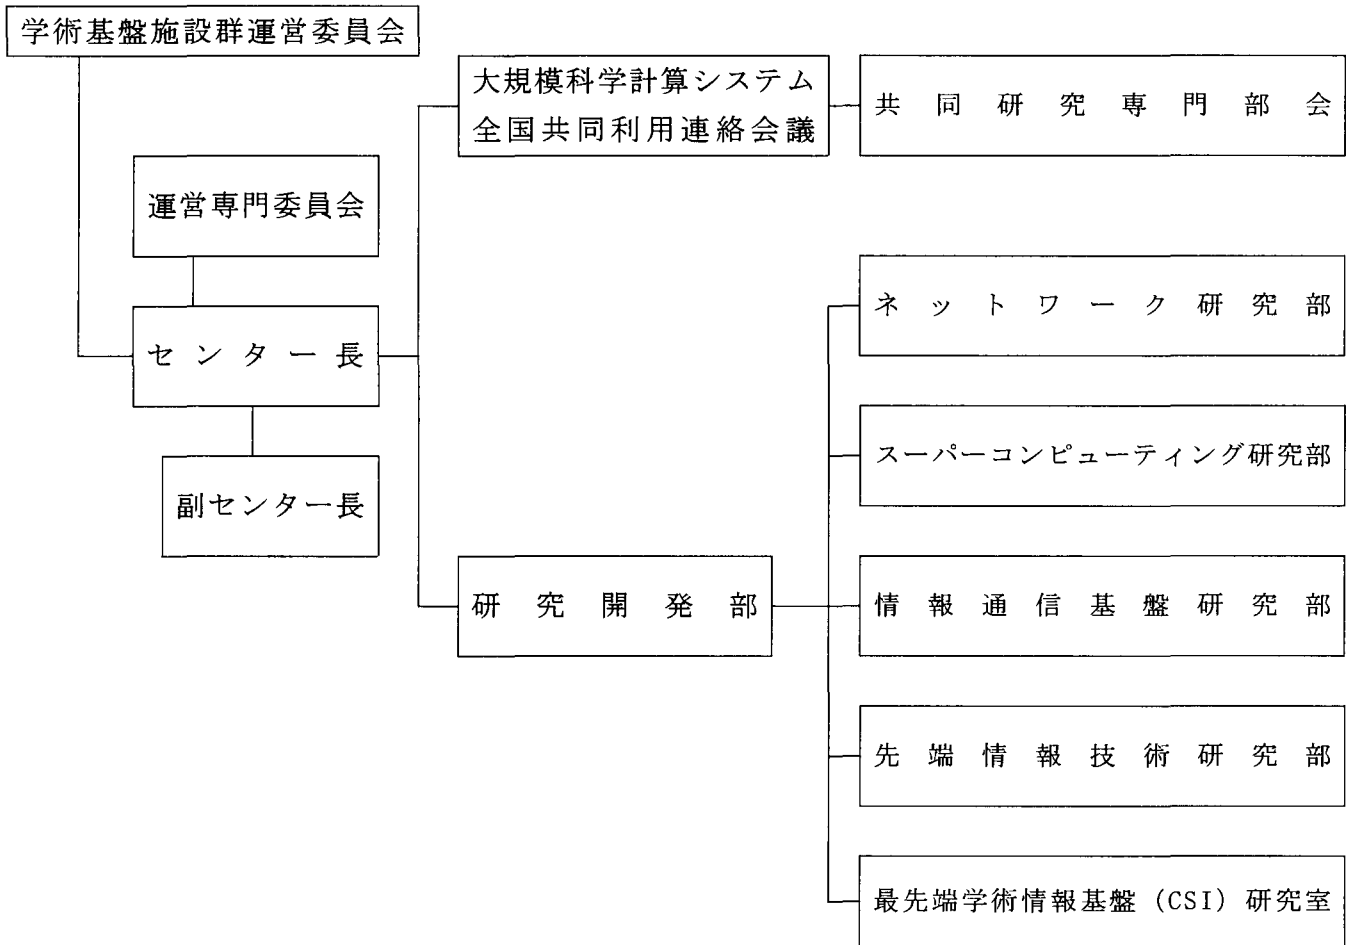 学術基盤施設群運営委員会
大規模科学計算システム
全国共同利用連絡会議
共同研究専門部会
運営専門委員会
センター長
副センター長
研究開発部
ネットワーク研究部
スーパーコンピューティング研究部
情報通信基盤研究部
先端情報技術研究部
最先端学術情報基盤(CSI)研究室